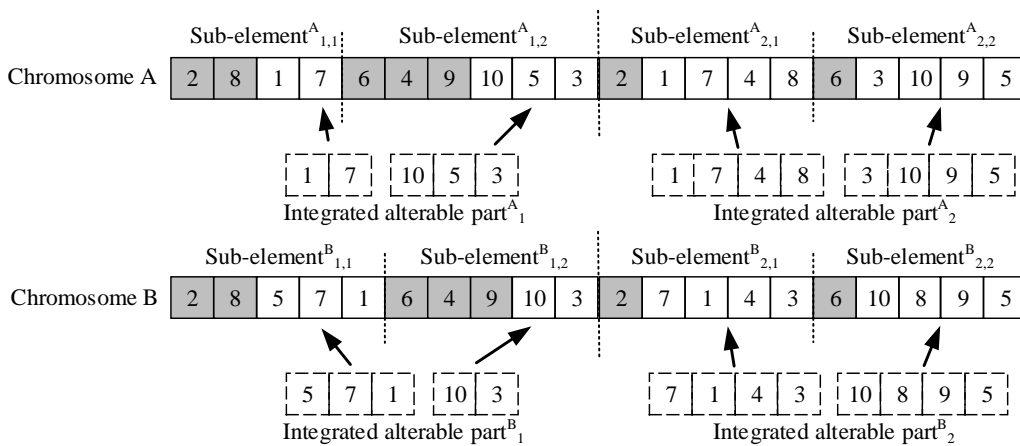 Sub-element^A_1,1 Sub-element^A_1,2 Sub-element^A_2,1 Sub-element^A_2,2
Chromosome A 2 8 1 7 6 4 9 10 5 3 2 1 7 4 8 6 3 10 9 5
1 7 10 5 3 1 7 4 8 3 10 9 5
Integrated alterable part^A_1 Integrated alterable part^A_2
Sub-element^B_1,1 Sub-element^B_1,2 Sub-element^B_2,1 Sub-element^B_2,2
Chromosome B 2 8 5 7 1 6 4 9 10 3 2 7 1 4 3 6 10 8 9 5
5 7 1 10 3 7 1 4 3 10 8 9 5
Integrated alterable part^B_1 Integrated alterable part^B_2